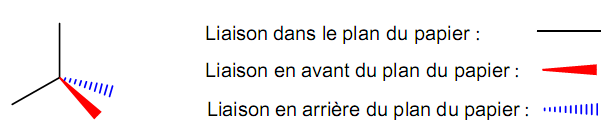 Liaison dans le plan du papier :
Liaison en avant du plan du papier :
Liaison en arrière du plan du papier :